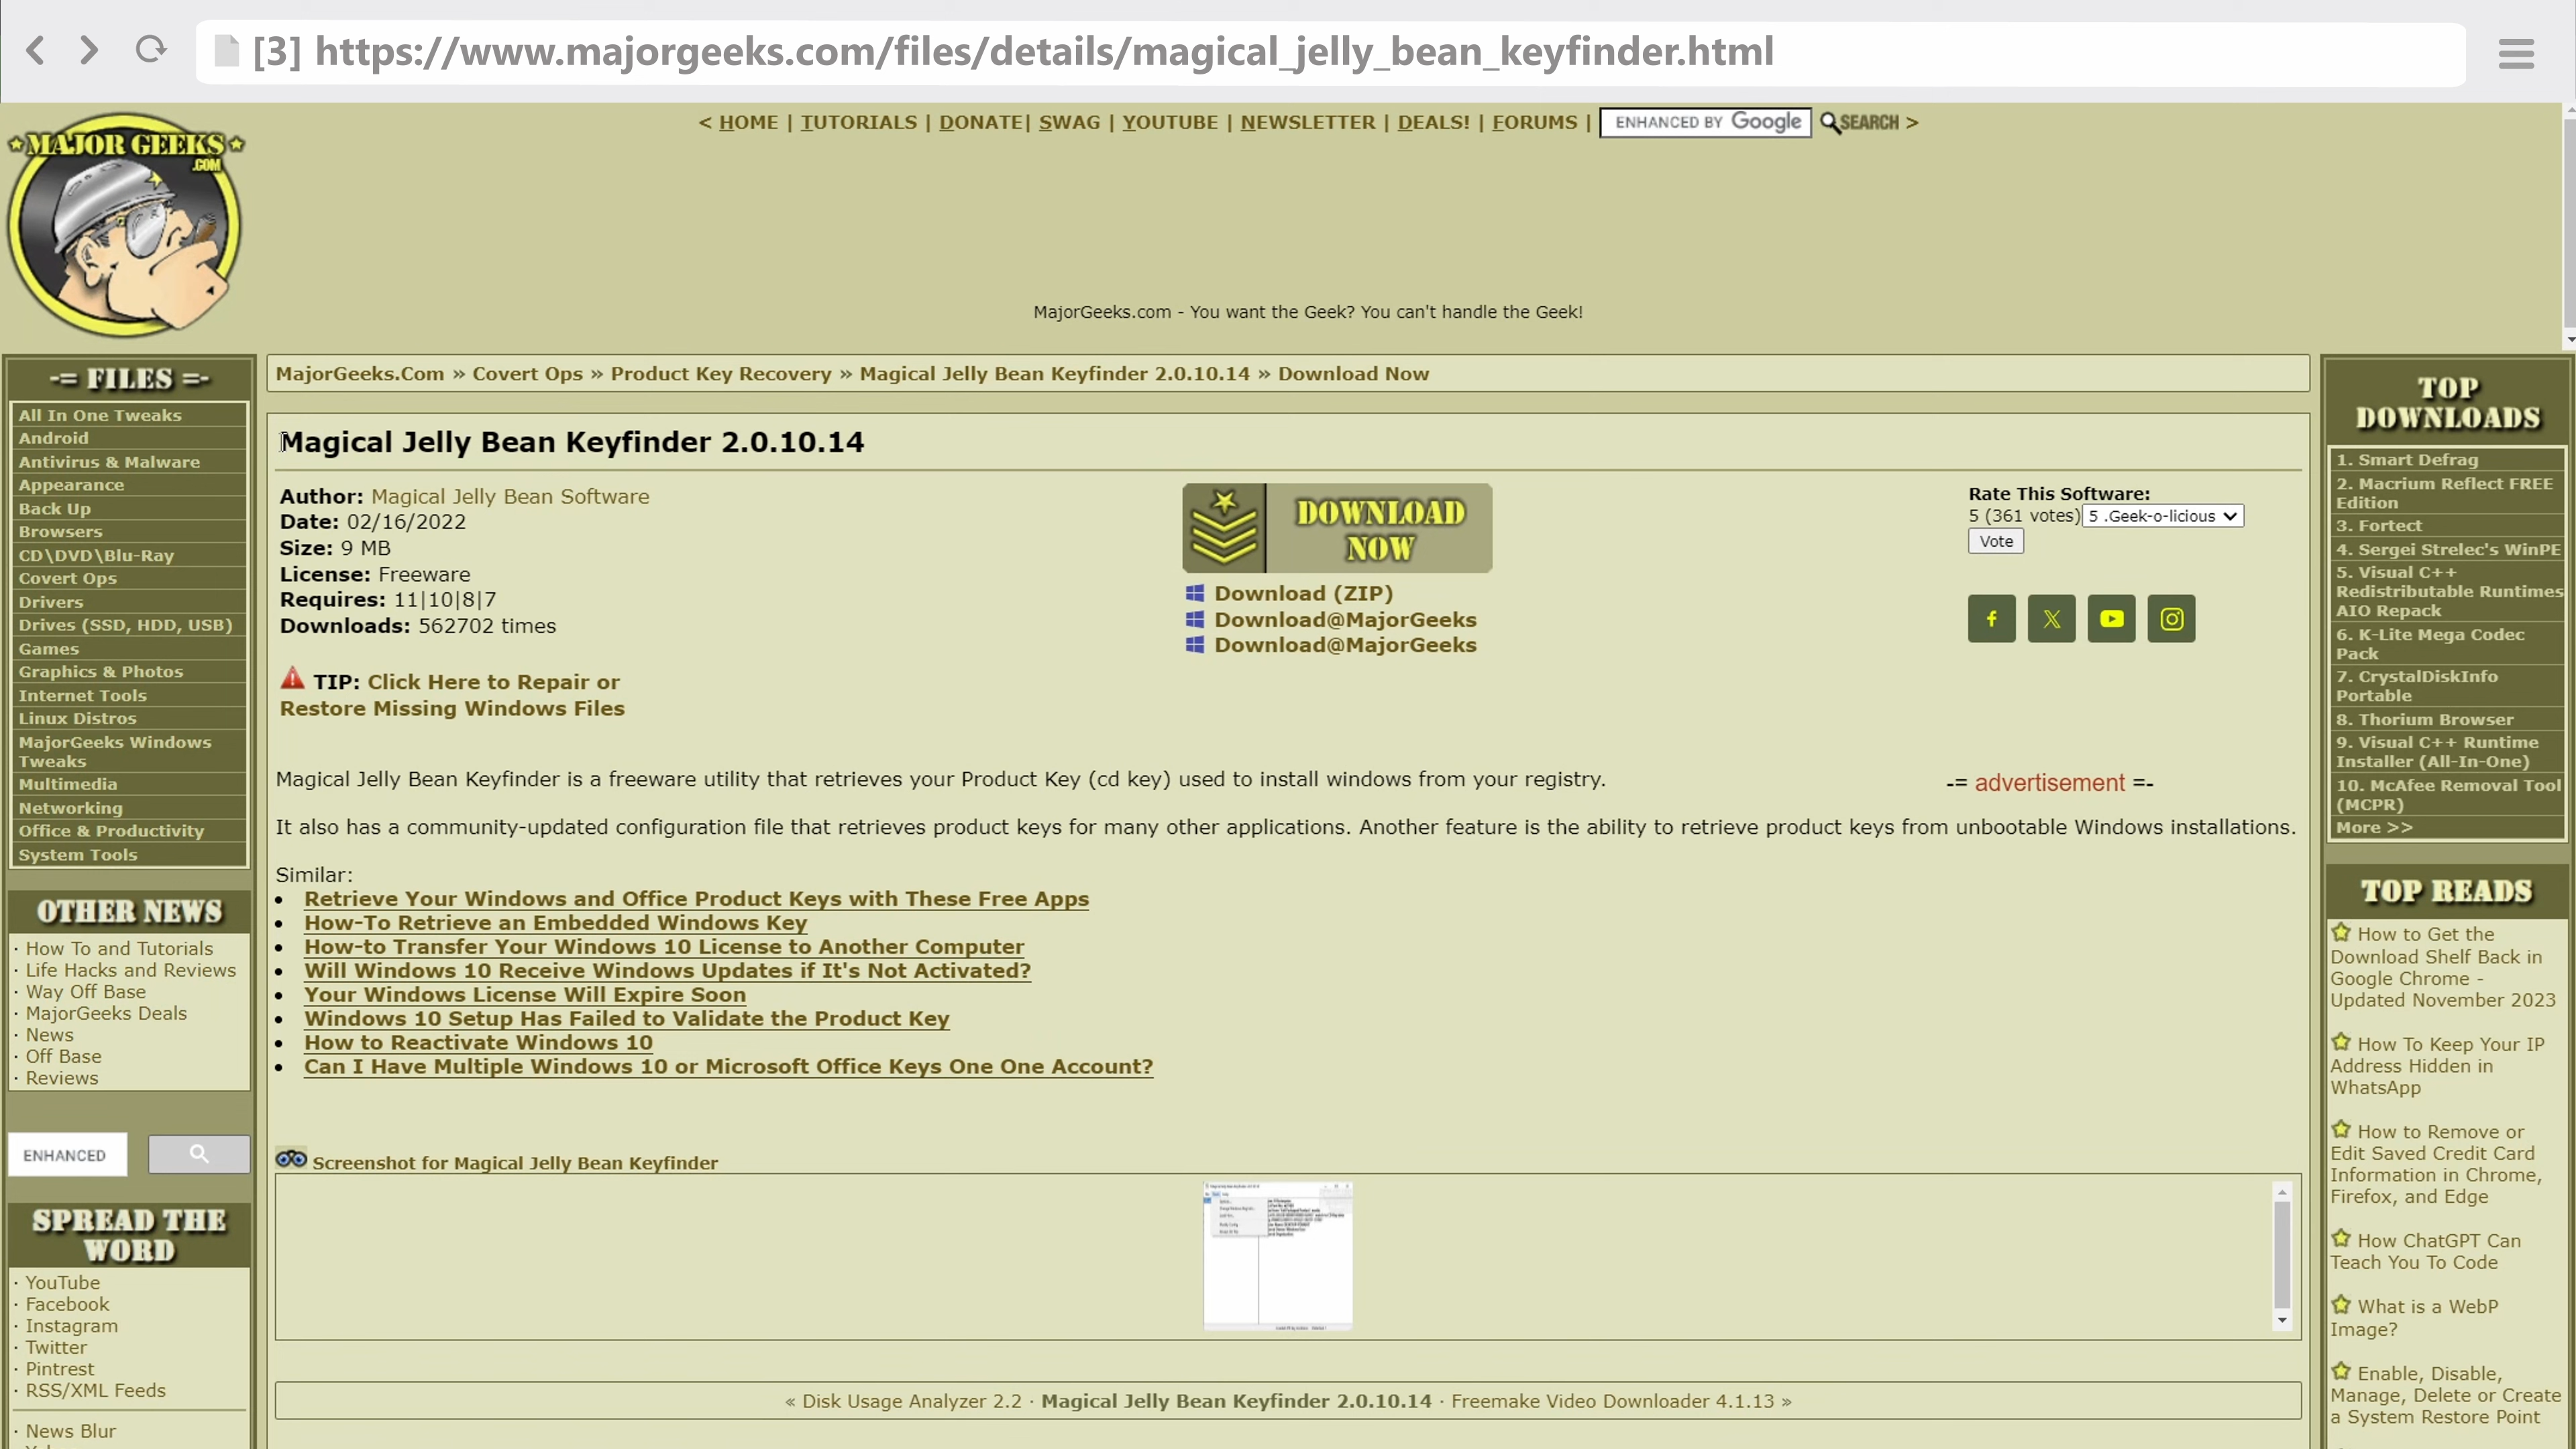 [3] https://www.majorgeeks.com/files/details/magical_jelly_bean_keyfinder.html
MAJOR GEEKS
.COM
< HOME | TUTORIALS | DONATE| SWAG | YOUTUBE | NEWSLETTER | DEALS! | FORUMS | ENHANCED BY Google SEARCH >
MajorGeeks.com - You want the Geek? You can't handle the Geek!
-= FILES =-
All In One Tweaks
Android
Antivirus & Malware
Appearance
Back Up
Browsers
CD\DVD\Blu-Ray
Covert Ops
Drivers
Drives (SSD, HDD, USB)
Games
Graphics & Photos
Internet Tools
Linux Distros
MajorGeeks Windows
Tweaks
Multimedia
Networking
Office & Productivity
System Tools
OTHER NEWS
· How To and Tutorials
· Life Hacks and Reviews
· Way Off Base
· MajorGeeks Deals
· News
· Off Base
· Reviews
ENHANCED
SPREAD THE
WORD
· YouTube
· Facebook
· Instagram
· Twitter
· Pintrest
· RSS/XML Feeds
· News Blur
MajorGeeks.Com » Covert Ops » Product Key Recovery » Magical Jelly Bean Keyfinder 2.0.10.14 » Download Now
Magical Jelly Bean Keyfinder 2.0.10.14
Author: Magical Jelly Bean Software
Date: 02/16/2022
Size: 9 MB
License: Freeware
Requires: 11|10|8|7
Downloads: 562702 times
TIP: Click Here to Repair or
Restore Missing Windows Files
DOWNLOAD
NOW
Download (ZIP)
Download@MajorGeeks
Download@MajorGeeks
Rate This Software:
5 (361 votes) 5 .Geek-o-licious
Vote
Magical Jelly Bean Keyfinder is a freeware utility that retrieves your Product Key (cd key) used to install windows from your registry.
-= advertisement =-
It also has a community-updated configuration file that retrieves product keys for many other applications. Another feature is the ability to retrieve product keys from unbootable Windows installations.
Similar:
• Retrieve Your Windows and Office Product Keys with These Free Apps
• How-To Retrieve an Embedded Windows Key
• How-to Transfer Your Windows 10 License to Another Computer
• Will Windows 10 Receive Windows Updates if It's Not Activated?
• Your Windows License Will Expire Soon
• Windows 10 Setup Has Failed to Validate the Product Key
• How to Reactivate Windows 10
• Can I Have Multiple Windows 10 or Microsoft Office Keys One One Account?
Screenshot for Magical Jelly Bean Keyfinder
« Disk Usage Analyzer 2.2 · Magical Jelly Bean Keyfinder 2.0.10.14 · Freemake Video Downloader 4.1.13 »
TOP
DOWNLOADS
1. Smart Defrag
2. Macrium Reflect FREE
Edition
3. Fortect
4. Sergei Strelec's WinPE
5. Visual C++
Redistributable Runtimes
AIO Repack
6. K-Lite Mega Codec
Pack
7. CrystalDiskInfo
Portable
8. Thorium Browser
9. Visual C++ Runtime
Installer (All-In-One)
10. McAfee Removal Tool
(MCPR)
More >>
TOP READS
How to Get the
Download Shelf Back in
Google Chrome -
Updated November 2023
How To Keep Your IP
Address Hidden in
WhatsApp
How to Remove or
Edit Saved Credit Card
Information in Chrome,
Firefox, and Edge
How ChatGPT Can
Teach You To Code
What is a WebP
Image?
Enable, Disable,
Manage, Delete or Create
a System Restore Point